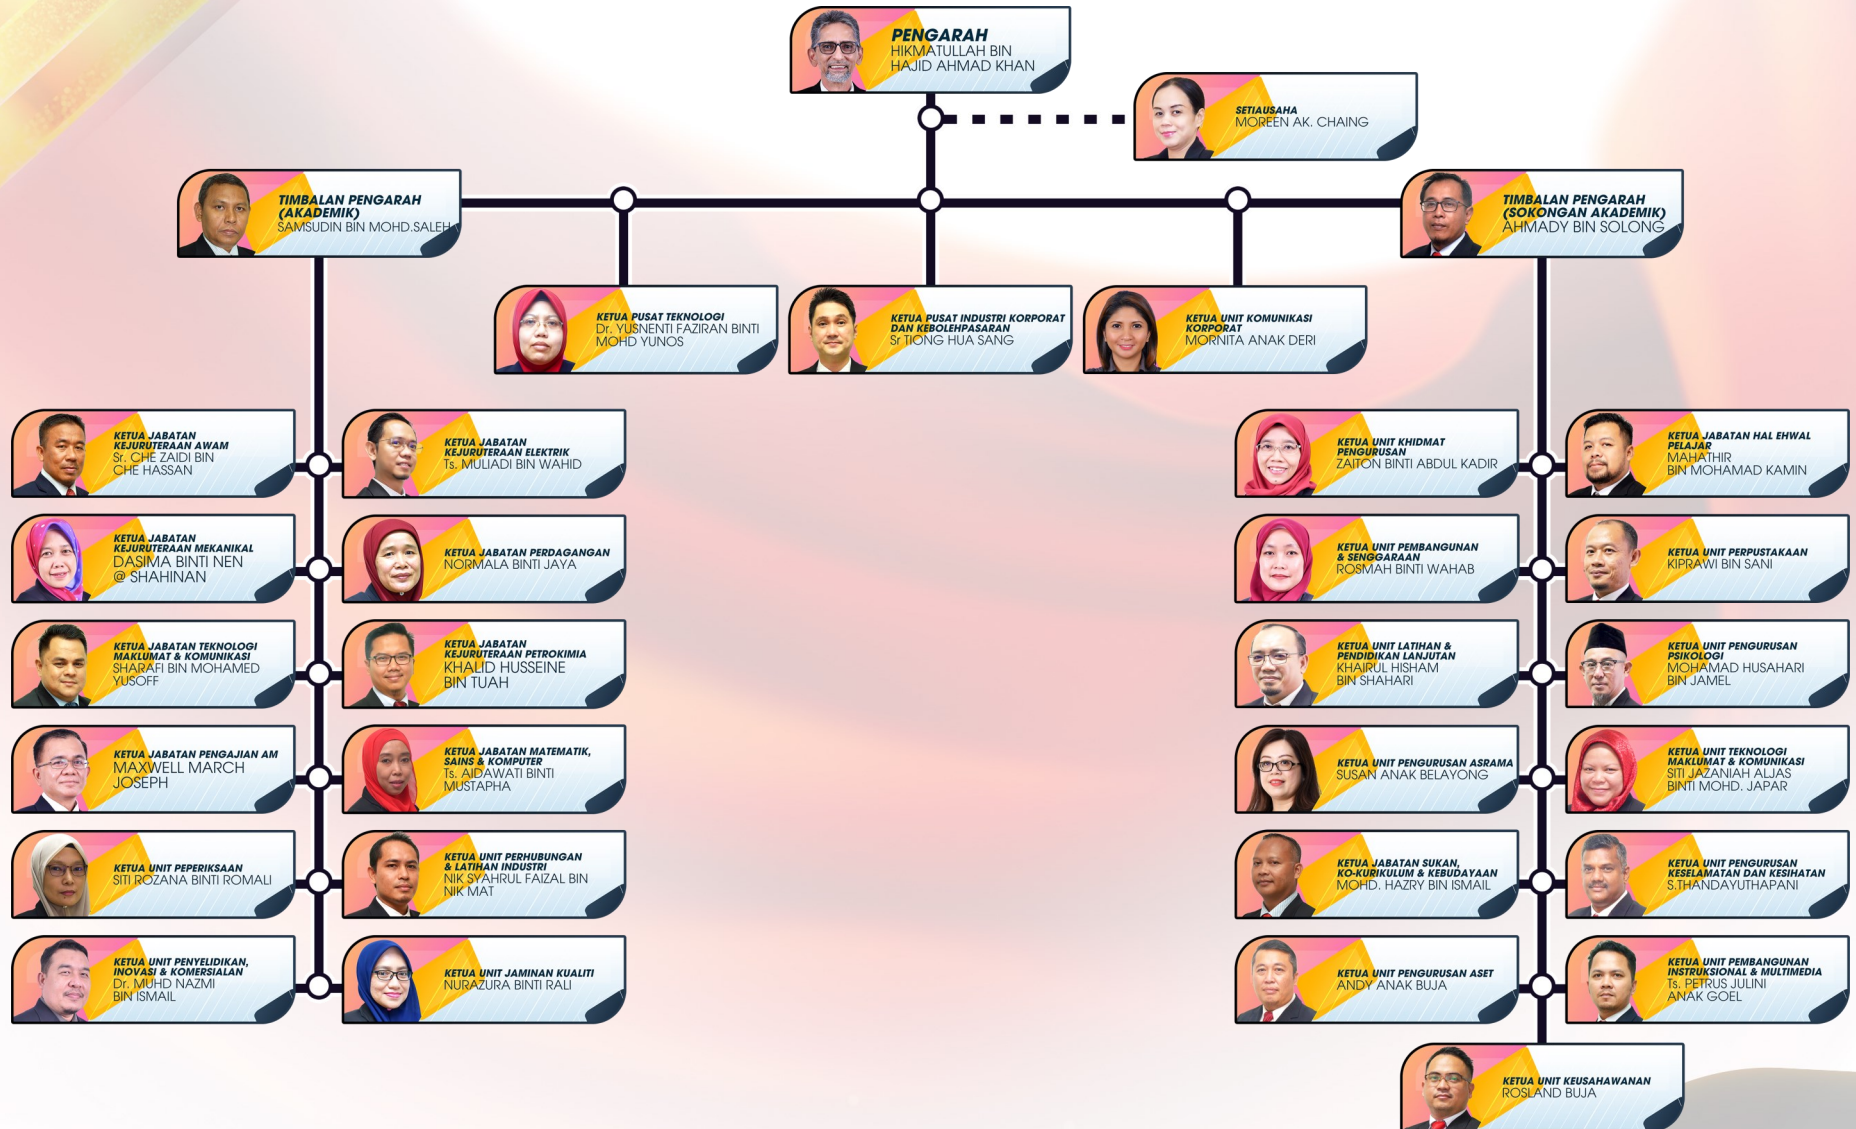 PENGARAH
HIKMATULLAH BIN
HAJID AHMAD KHAN
SETIAUSAHA
MOREEN AK. CHAING
TIMBALAN PENGARAH
(AKADEMIK)
SAMSUDIN BIN MOHD.SALEH
TIMBALAN PENGARAH
(SOKONGAN AKADEMIK)
AHMADY BIN SOLONG
KETUA PUSAT TEKNOLOGI
Dr. YUSNENTI FAZIRAN BINTI
MOHD YUNOS
KETUA PUSAT INDUSTRI KORPORAT
DAN KEBOLEHPASARAN
Sr TIONG HUA SANG
KETUA UNIT KOMUNIKASI
KORPORAT
MORNITA ANAK DERI
KETUA JABATAN
KEJURUTERAAN AWAM
Sr. CHE ZAIDI BIN
CHE HASSAN
KETUA JABATAN
KEJURUTERAAN ELEKTRIK
Ts. MULIADI BIN WAHID
KETUA JABATAN
KEJURUTERAAN MEKANIKAL
DASIMA BINTI NEN
@ SHAHINAN
KETUA JABATAN PERDAGANGAN
NORMALA BINTI JAYA
KETUA JABATAN TEKNOLOGI
MAKLUMAT & KOMUNIKASI
SHARAFI BIN MOHAMED
YUSOFF
KETUA JABATAN
KEJURUTERAAN PETROKIMIA
KHALID HUSSEINE
BIN TUAH
KETUA JABATAN PENGAJIAN AM
MAXWELL MARCH
JOSEPH
KETUA JABATAN MATEMATIK,
SAINS & KOMPUTER
Ts. AIDAWATI BINTI
MUSTAPHA
KETUA UNIT PEPERIKSAAN
SITI ROZANA BINTI ROMALI
KETUA UNIT PERHUBUNGAN
& LATIHAN INDUSTRI
NIK SYAHRUL FAIZAL BIN
NIK MAT
KETUA UNIT PENYELIDIKAN,
INOVASI & KOMERSIALAN
Dr. MUHD NAZMI
BIN ISMAIL
KETUA UNIT JAMINAN KUALITI
NURAZURA BINTI RALI
KETUA UNIT KHIDMAT
PENGURUSAN
ZAITON BINTI ABDUL KADIR
KETUA JABATAN HAL EHWAL
PELAJAR
MAHATHIR
BIN MOHAMAD KAMIN
KETUA UNIT PEMBANGUNAN
& SENGGARAAN
ROSMAH BINTI WAHAB
KETUA UNIT PERPUSTAKAAN
KIPRAWI BIN SANI
KETUA UNIT LATIHAN &
PENDIDIKAN LANJUTAN
KHAIRUL HISHAM
BIN SHAHARI
KETUA UNIT PENGURUSAN
PSIKOLOGI
MOHAMAD HUSAHARI
BIN JAMEL
KETUA UNIT PENGURUSAN ASRAMA
SUSAN ANAK BELAYONG
KETUA UNIT TEKNOLOGI
MAKLUMAT & KOMUNIKASI
SITI JAZANIAH ALJAS
BINTI MOHD. JAPAR
KETUA JABATAN SUKAN,
KO-KURIKULUM & KEBUDAYAAN
MOHD. HAZRY BIN ISMAIL
KETUA UNIT PENGURUSAN
KESELAMATAN DAN KESIHATAN
S.THANDAYUTHAPANI
KETUA UNIT PENGURUSAN ASET
ANDY ANAK BUJA
KETUA UNIT PEMBANGUNAN
INSTRUKSIONAL & MULTIMEDIA
Ts. PETRUS JULINI
ANAK GOEL
KETUA UNIT KEUSAHAWANAN
ROSLAND BUJA